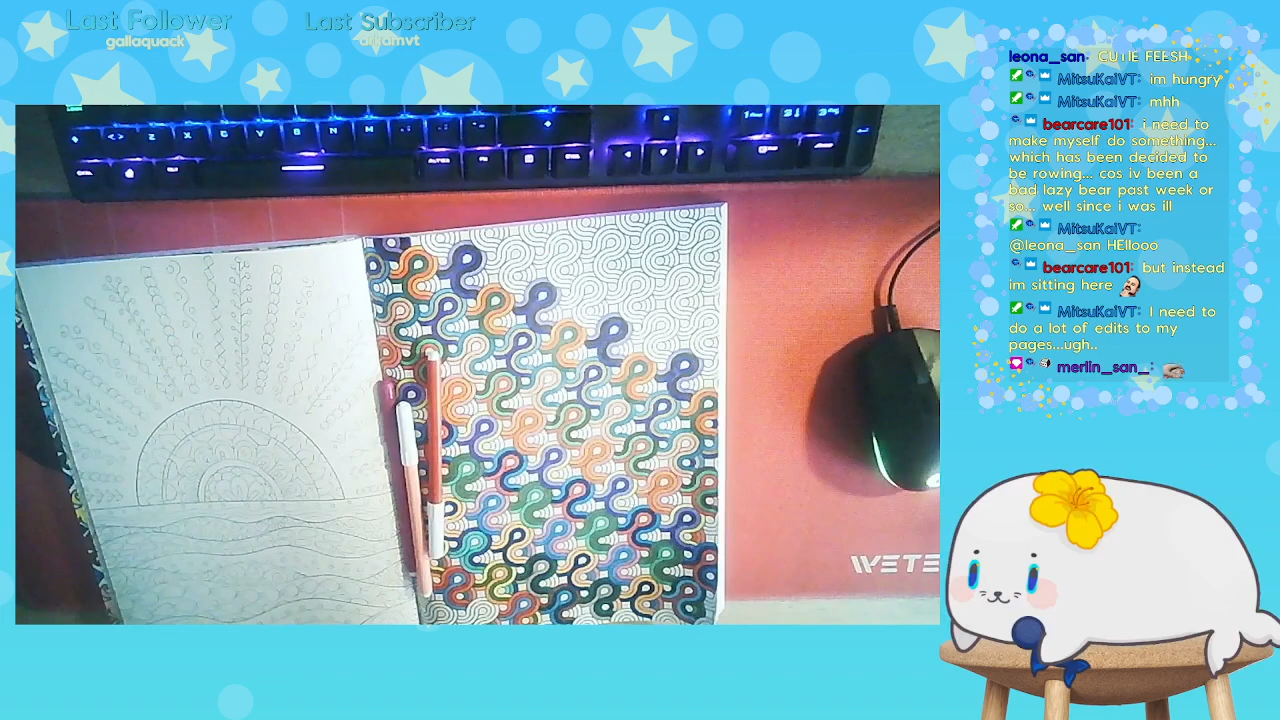 Last Follower
gallaquack
Last Subscriber
leona_san: CUTIE FEESH
MitsuKaiVT: im hungry
MitsuKaiVT: mhh
bearcare101: i need to
make myself do something...
which has been decided to
be rowing... cos iv been a
bad lazy bear past week or
so... well since i was ill
MitsuKaiVT:
@leona_san HEllooo
bearcare101: but instead
im sitting here
MitsuKaiVT: I need to
do a lot of edits to my
pages...ugh..
merlin_san_:
<> Z X C V B N M
WETE